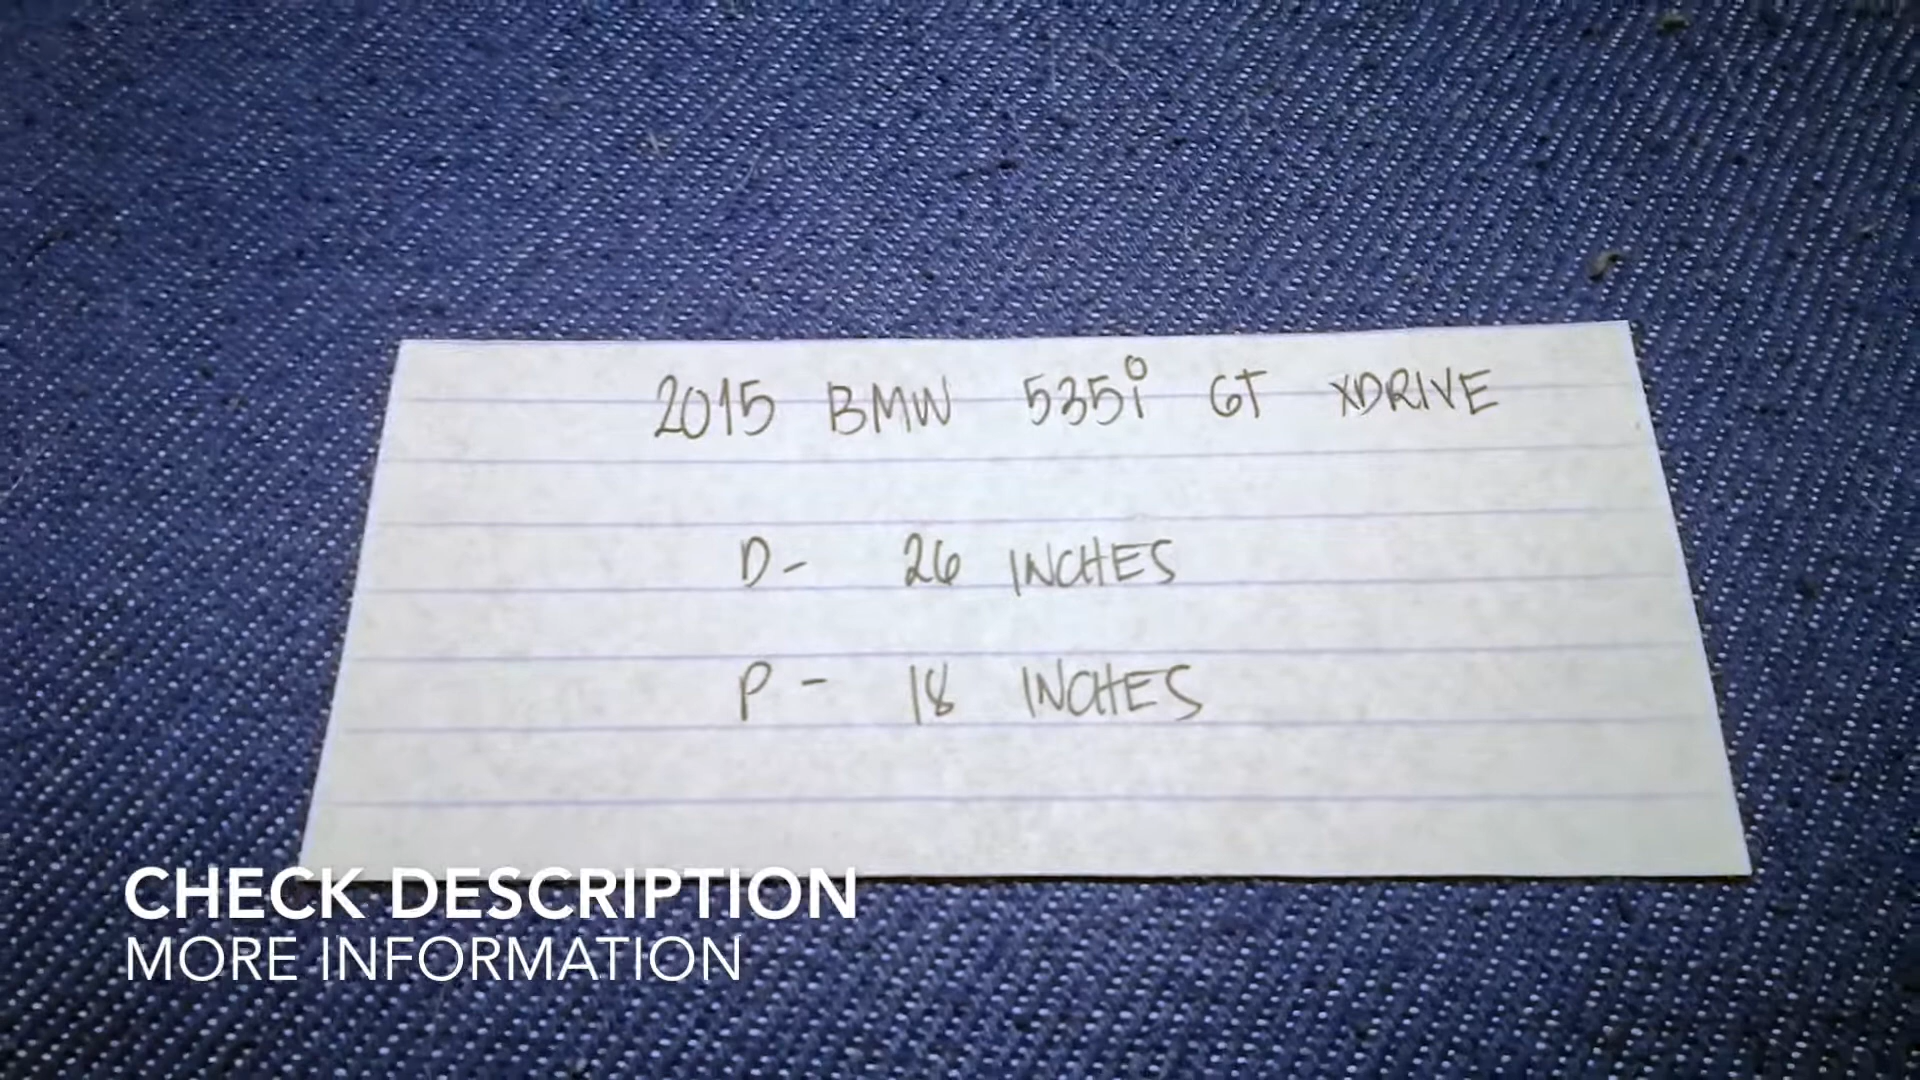 2015 BMW 535i GT XDRIVE
D- 26 INCHES
P - 18 INCHES
CHECK DESCRIPTION
MORE INFORMATION